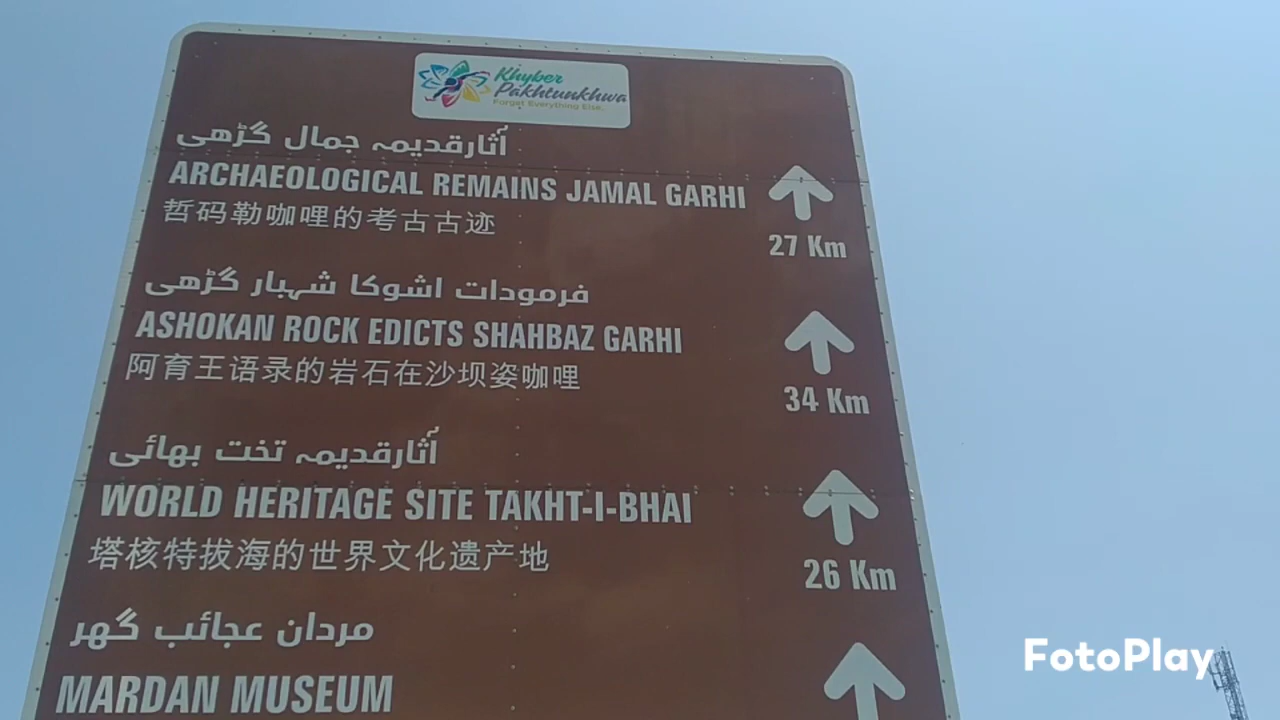 Khyber
Pakhtunkhwa
Forget Everything Else..
آثارقدیمہ جمال گڑھی
ARCHAEOLOGICAL REMAINS JAMAL GARHI
哲码勒咖哩的考古古迹
27 Km
فرمودات اشوکا شہبار گڑھی
ASHOKAN ROCK EDICTS SHAHBAZ GARHI
阿育王语录的岩石在沙坝姿咖哩
34 Km
آثارقدیمہ تخت بھائی
WORLD HERITAGE SITE TAKHT-I-BHAI
塔核特拔海的世界文化遗产地
26 Km
مردان عجائب گھر
MARDAN MUSEUM
FotoPlay